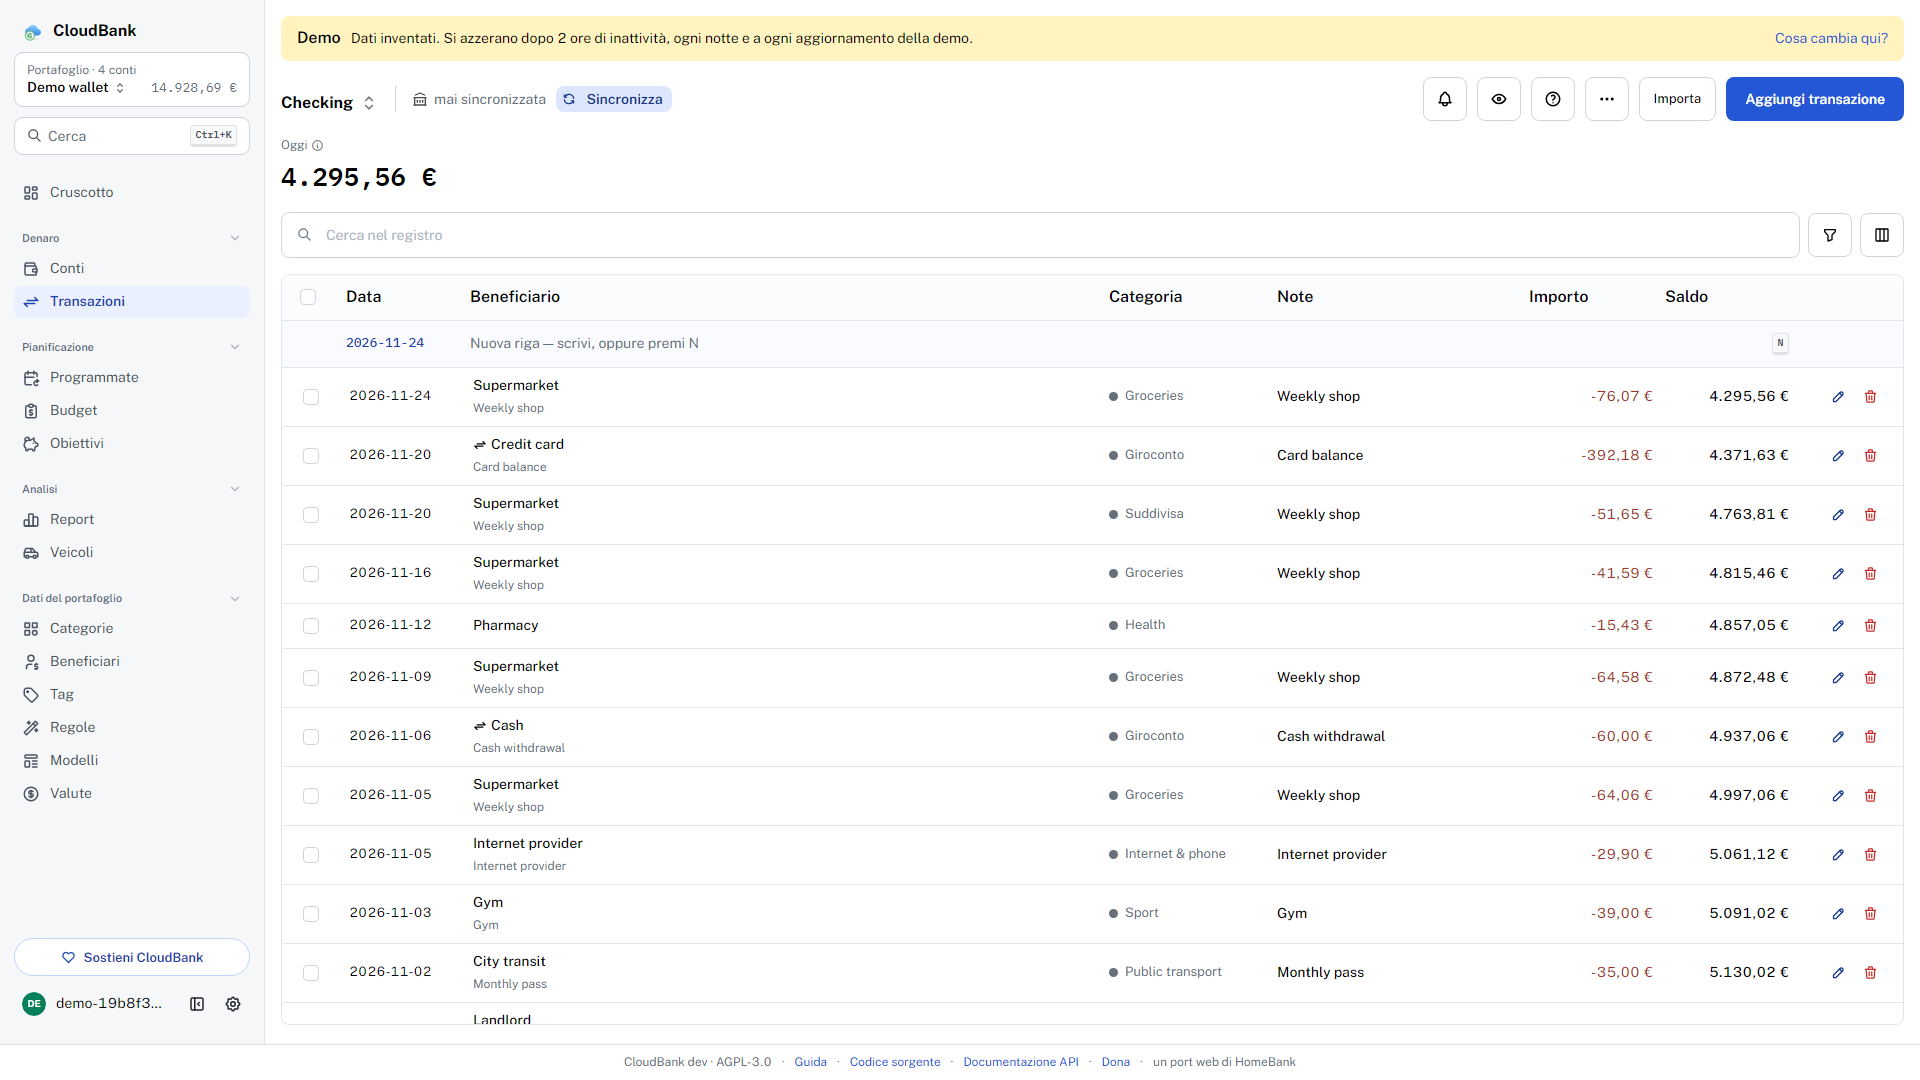 CloudBank
Portafoglio · 4 conti
Demo wallet 14.928,69 €
Cerca Ctrl+K
Cruscotto
Denaro
Conti
Transazioni
Pianificazione
Programmate
Budget
Obiettivi
Analisi
Report
Veicoli
Dati del portafoglio
Categorie
Beneficiari
Tag
Regole
Modelli
Valute
Sostieni CloudBank
DE demo-19b8f3...
Demo Dati inventati. Si azzerano dopo 2 ore di inattività, ogni notte e a ogni aggiornamento della demo. Cosa cambia qui?
Checking mai sincronizzata Sincronizza Importa Aggiungi transazione
Oggi
4.295,56 €
Cerca nel registro
Data Beneficiario Categoria Note Importo Saldo
2026-11-24 Nuova riga — scrivi, oppure premi N N
2026-11-24 Supermarket Groceries Weekly shop -76,07 € 4.295,56 €
Weekly shop
2026-11-20 Credit card Giroconto Card balance -392,18 € 4.371,63 €
Card balance
2026-11-20 Supermarket Suddivisa Weekly shop -51,65 € 4.763,81 €
Weekly shop
2026-11-16 Supermarket Groceries Weekly shop -41,59 € 4.815,46 €
Weekly shop
2026-11-12 Pharmacy Health -15,43 € 4.857,05 €
2026-11-09 Supermarket Groceries Weekly shop -64,58 € 4.872,48 €
Weekly shop
2026-11-06 Cash Giroconto Cash withdrawal -60,00 € 4.937,06 €
Cash withdrawal
2026-11-05 Supermarket Groceries Weekly shop -64,06 € 4.997,06 €
Weekly shop
2026-11-05 Internet provider Internet & phone Internet provider -29,90 € 5.061,12 €
Internet provider
2026-11-03 Gym Sport Gym -39,00 € 5.091,02 €
Gym
2026-11-02 City transit Public transport Monthly pass -35,00 € 5.130,02 €
Monthly pass
Landlord
CloudBank dev · AGPL-3.0 · Guida · Codice sorgente · Documentazione API · Dona · un port web di HomeBank